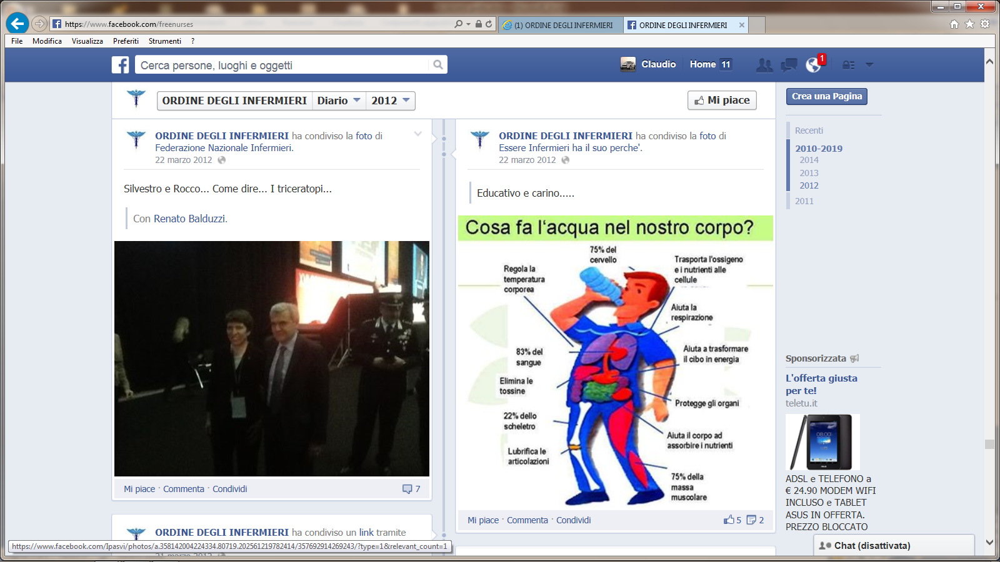 https://www.facebook.com/freenurses
(1) ORDINE DEGLI INFERMIERI
ORDINE DEGLI INFERMIERI
File Modifica Visualizza Preferiti Strumenti ?
Cerca persone, luoghi e oggetti
Claudio Home 11
1
ORDINE DEGLI INFERMIERI Diario 2012
Mi piace
Crea una Pagina
Recenti
2010-2019
2014
2013
2012
2011
ORDINE DEGLI INFERMIERI ha condiviso la foto di
Federazione Nazionale Infermieri.
22 marzo 2012
Silvestro e Rocco... Come dire... I triceratopi...
Con Renato Balduzzi.
Mi piace · Commenta · Condividi
7
ORDINE DEGLI INFERMIERI ha condiviso un link tramite
21 marzo 2012
ORDINE DEGLI INFERMIERI ha condiviso la foto di
Essere Infermieri ha il suo perche'.
22 marzo 2012
Educativo e carino.....
Cosa fa l'acqua nel nostro corpo?
75% del
cervello
Regola la
temperatura
corporea
Trasporta l'ossigeno
e i nutrienti alle
cellule
Aiuta la
respirazione
83% del
sangue
Aiuta a trasformare
il cibo in energia
Elimina le
tossine
Protegge gli organi
22% dello
scheletro
Aiuta il corpo ad
assorbire i nutrienti
Lubrifica le
articolazioni
75% della
massa
muscolare
Mi piace · Commenta · Condividi
5 2
Sponsorizzata
L'offerta giusta
per te!
teletu.it
08:00
ADSL e TELEFONO a
€ 24.90 MODEM WIFI
INCLUSO e TABLET
ASUS IN OFFERTA.
PREZZO BLOCCATO
Chat (disattivata)
https://www.facebook.com/Ipasvi/photos/a.358142004224334.80719.202561219782414/357692914269243/?type=1&relevant_count=1